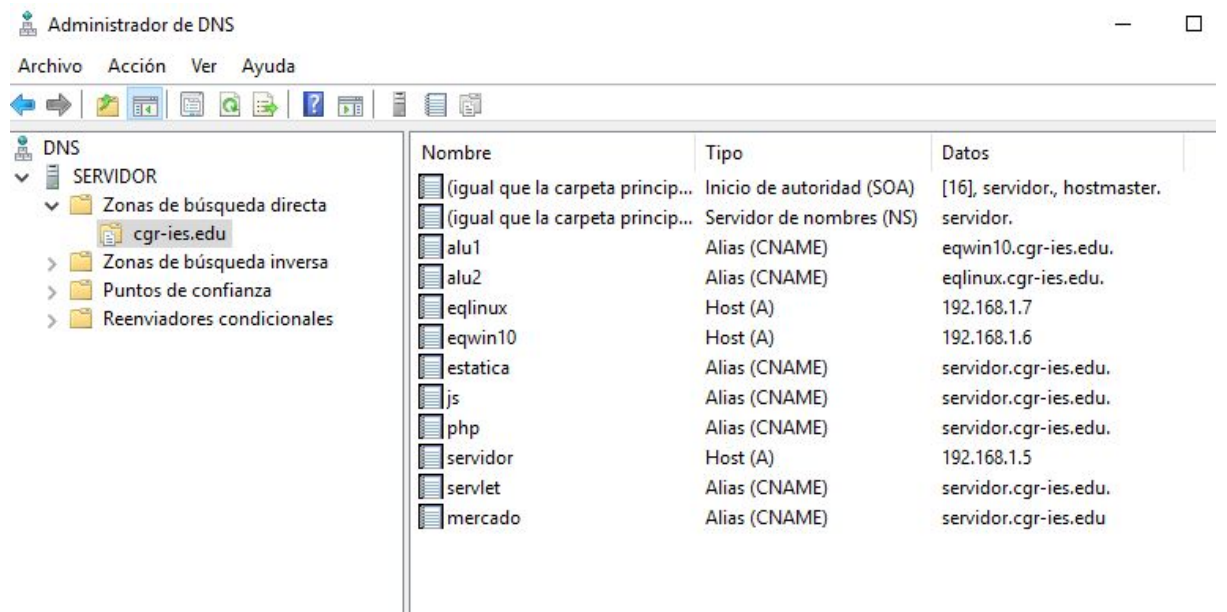 Administrador de DNS
Archivo Acción Ver Ayuda
DNS
SERVIDOR
Zonas de búsqueda directa
cgr-ies.edu
Zonas de búsqueda inversa
Puntos de confianza
Reenviadores condicionales
Nombre Tipo Datos
(igual que la carpeta princip... Inicio de autoridad (SOA) [16], servidor., hostmaster.
(igual que la carpeta princip... Servidor de nombres (NS) servidor.
alu1 Alias (CNAME) eqwin10.cgr-ies.edu.
alu2 Alias (CNAME) eqlinux.cgr-ies.edu.
eqlinux Host (A) 192.168.1.7
eqwin10 Host (A) 192.168.1.6
estatica Alias (CNAME) servidor.cgr-ies.edu.
js Alias (CNAME) servidor.cgr-ies.edu.
php Alias (CNAME) servidor.cgr-ies.edu.
servidor Host (A) 192.168.1.5
servlet Alias (CNAME) servidor.cgr-ies.edu.
mercado Alias (CNAME) servidor.cgr-ies.edu